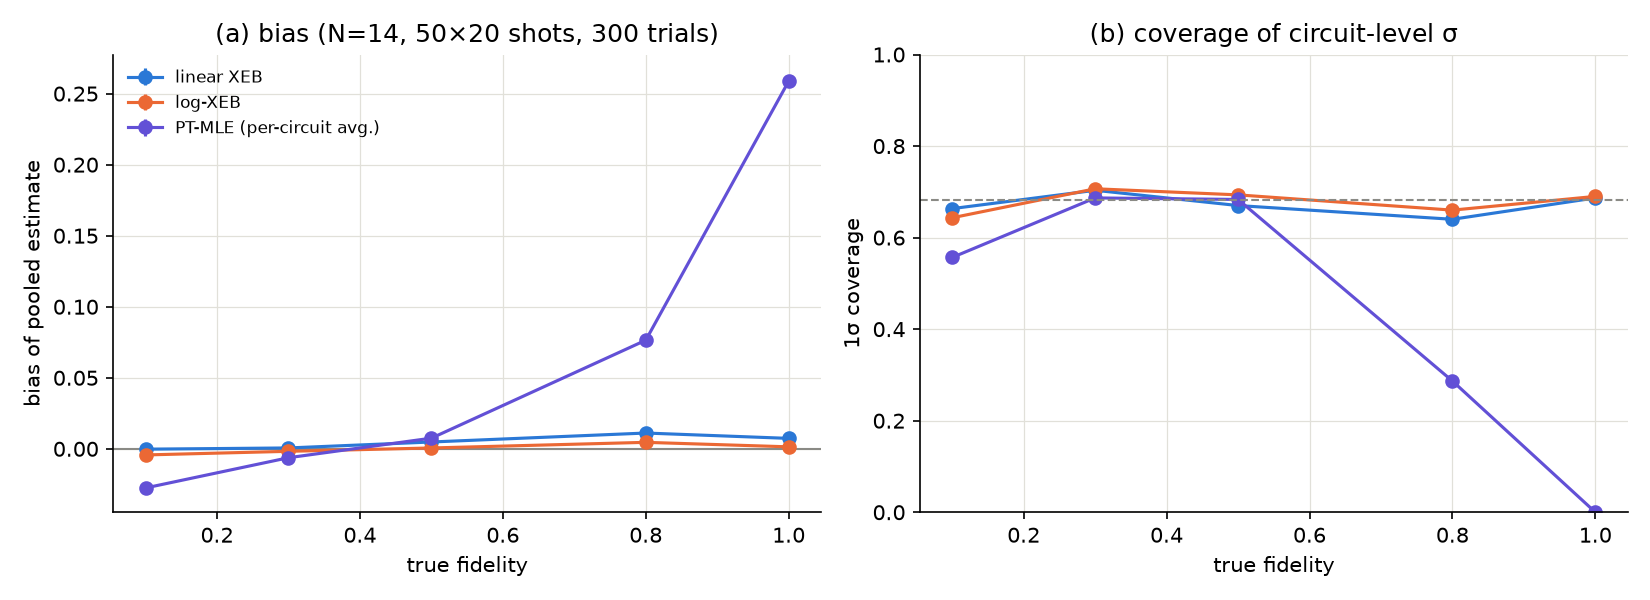 (a) bias (N=14, 50×20 shots, 300 trials)
linear XEB
log-XEB
PT-MLE (per-circuit avg.)
bias of pooled estimate
0.25
0.20
0.15
0.10
0.05
0.00
0.2 0.4 0.6 0.8 1.0
true fidelity
(b) coverage of circuit-level σ
1σ coverage
1.0
0.8
0.6
0.4
0.2
0.0
0.2 0.4 0.6 0.8 1.0
true fidelity